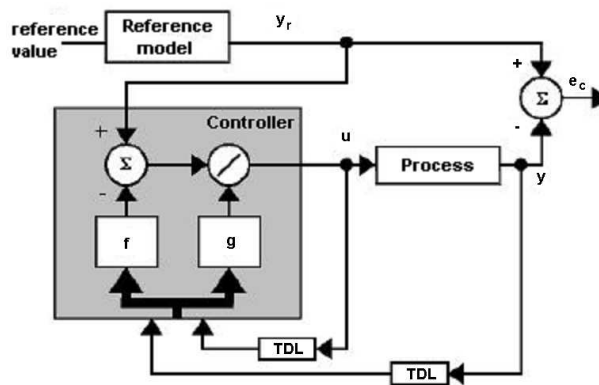 reference
value
Reference
model
yr
+
ec
Σ
-
Controller
+
u
Σ
Process
y
-
f
g
TDL
TDL